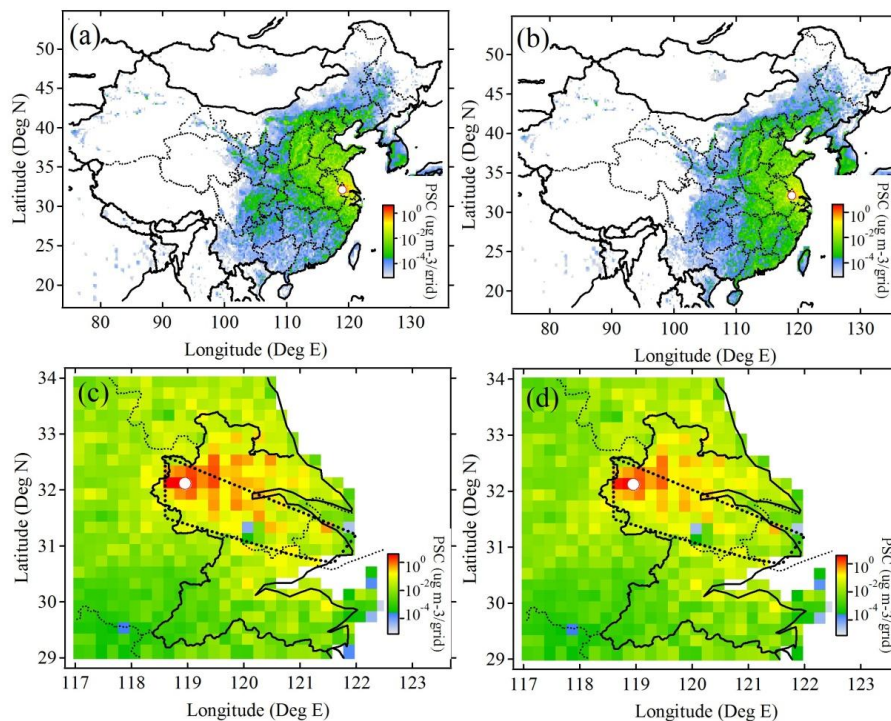 (a)
(b)
50
45
40
35
30
25
20
Latitude (Deg N)
80 90 100 110 120 130
Longitude (Deg E)
PSC (ug m-3/grid)
10^0
10^-2
10^-4
50
45
40
35
30
25
20
Latitude (Deg N)
80 90 100 110 120 130
Longitude (Deg E)
PSC (ug m-3/grid)
10^0
10^-2
10^-4
(c)
(d)
34
33
32
31
30
29
Latitude (Deg N)
117 118 119 120 121 122 123
Longitude (Deg E)
PSC (ug m-3/grid)
10^0
10^-2
10^-4
34
33
32
31
30
29
Latitude (Deg N)
117 118 119 120 121 122 123
Longitude (Deg E)
PSC (ug m-3/grid)
10^0
10^-2
10^-4